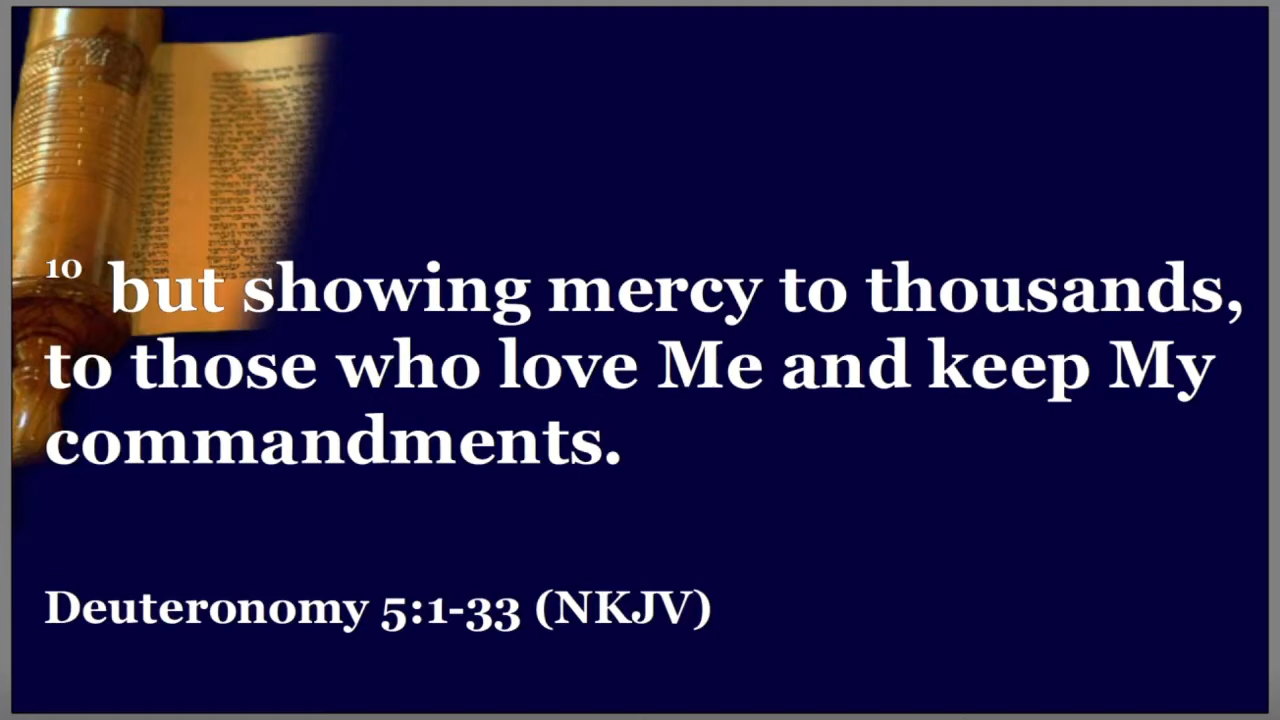 10 but showing mercy to thousands,
to those who love Me and keep My
commandments.
Deuteronomy 5:1-33 (NKJV)